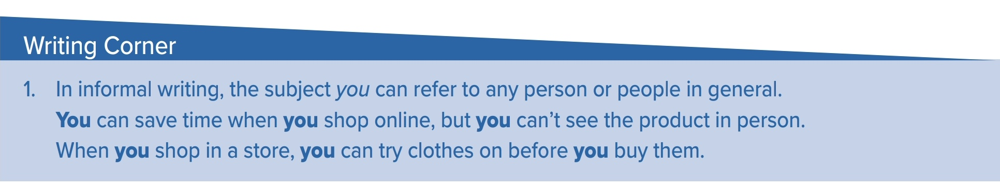 Writing Corner
1. In informal writing, the subject you can refer to any person or people in general.
You can save time when you shop online, but you can't see the product in person.
When you shop in a store, you can try clothes on before you buy them.